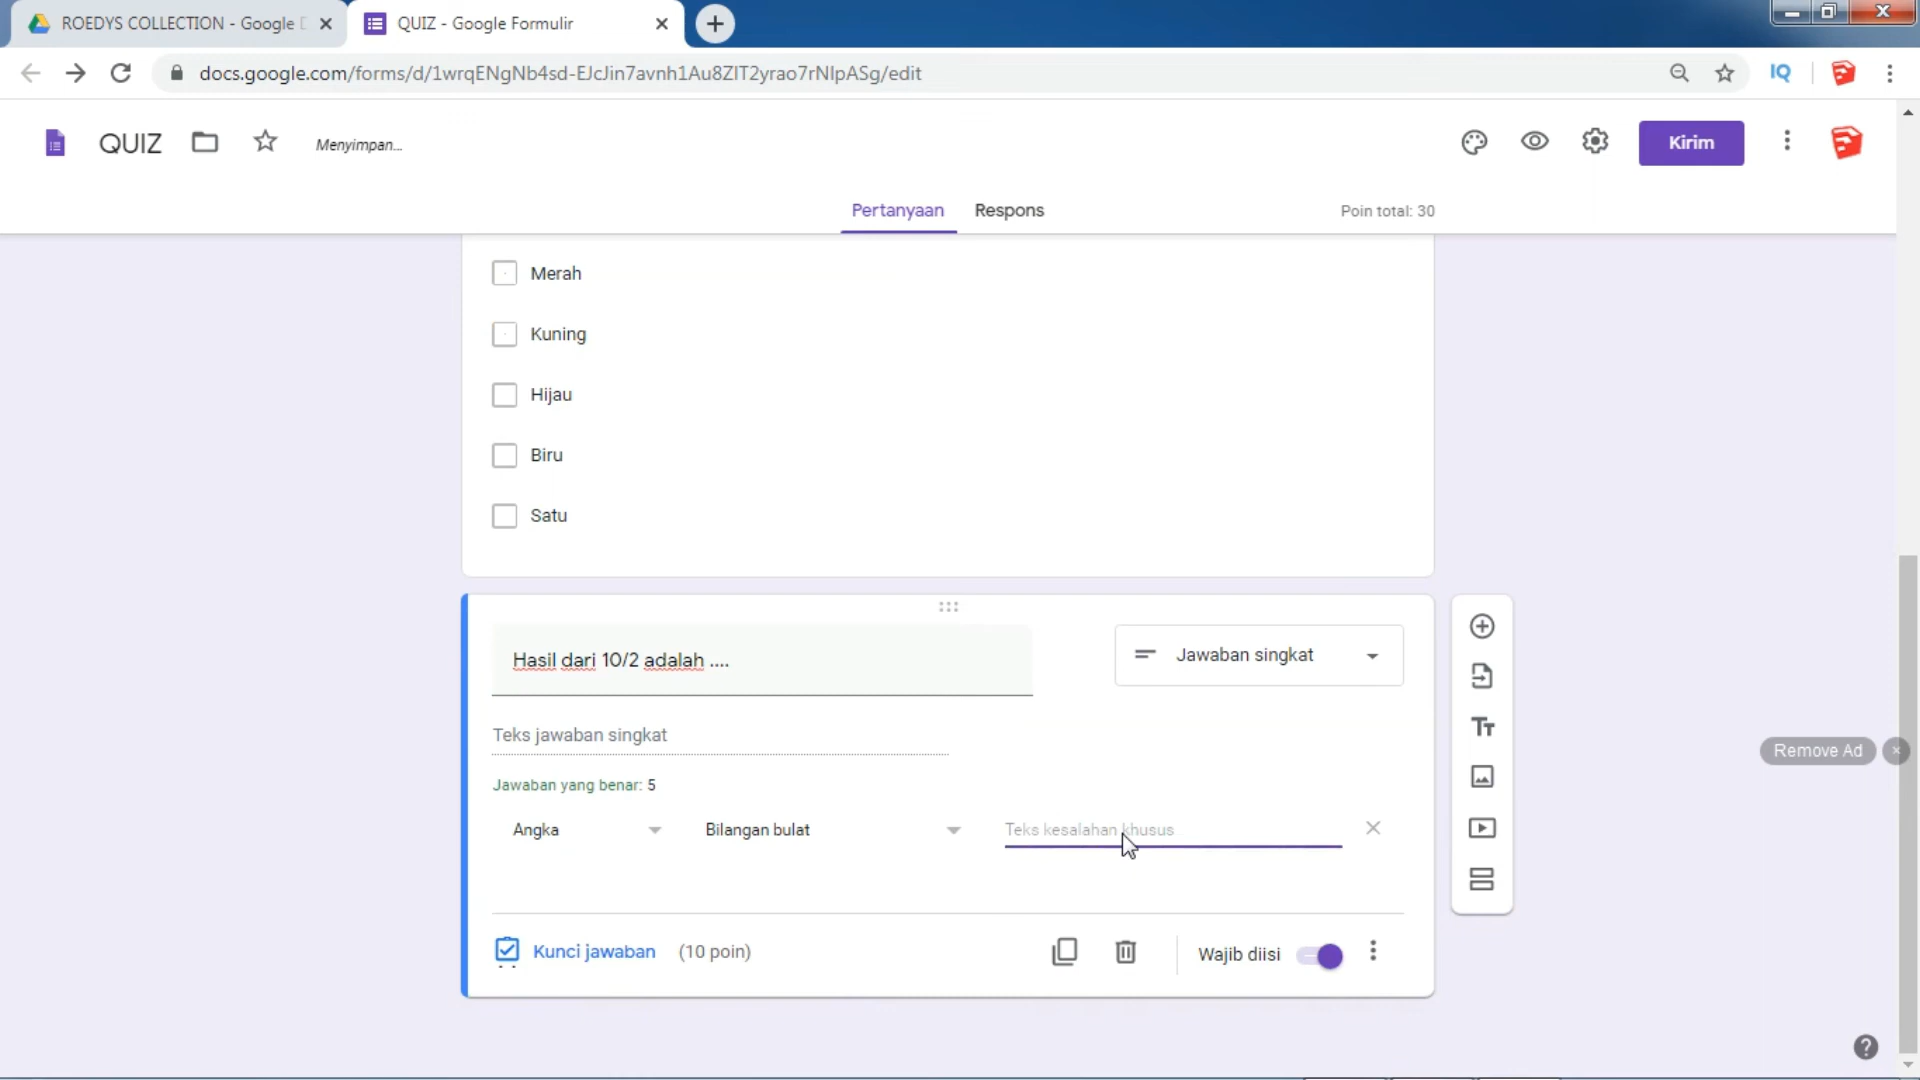 ROEDYS COLLECTION - Google D
QUIZ - Google Formulir
docs.google.com/forms/d/1wrqENgNb4sd-EJcJin7avnh1Au8ZIT2yrao7rNIpASg/edit
IQ
QUIZ
Menyimpan...
Kirim
Pertanyaan
Respons
Poin total: 30
Merah
Kuning
Hijau
Biru
Satu
Hasil dari 10/2 adalah ....
Jawaban singkat
Teks jawaban singkat
Remove Ad
Jawaban yang benar: 5
Angka
Bilangan bulat
Teks kesalahan khusus
Kunci jawaban
(10 poin)
Wajib diisi